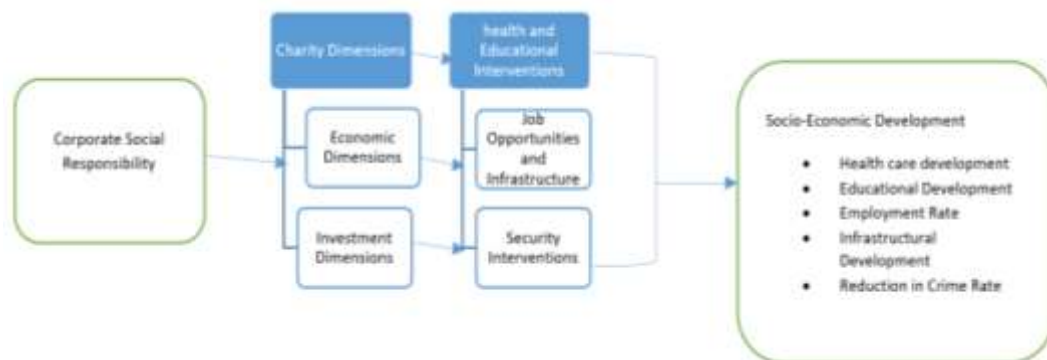 Corporate Social
Responsibility
Charity Dimensions
health and
Educational
Interventions
Economic
Dimensions
Job
Opportunities
and
Infrastructure
Investment
Dimensions
Security
Interventions
Socio-Economic Development
• Health care development
• Educational Development
• Employment Rate
• Infrastructural
Development
• Reduction in Crime Rate